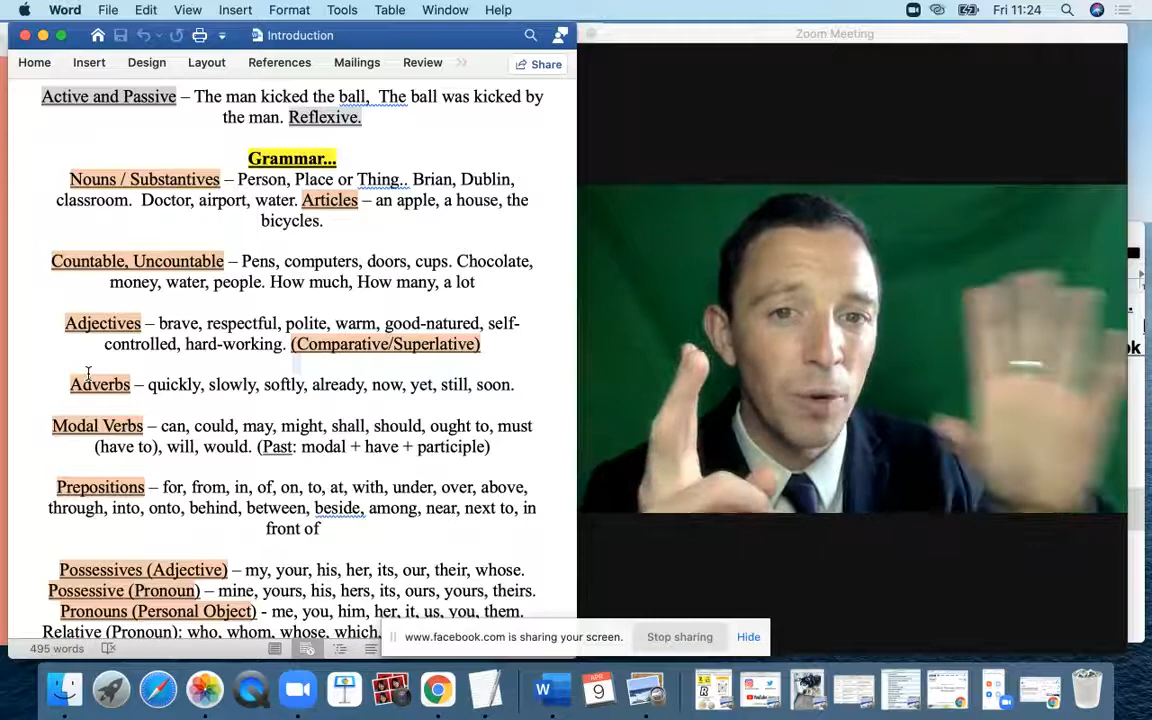 Word File Edit View Insert Format Tools Table Window Help Fri 11:24
Introduction
Zoom Meeting
Home Insert Design Layout References Mailings Review Share
Active and Passive – The man kicked the ball, The ball was kicked by
the man. Reflexive.
Grammar...
Nouns / Substantives – Person, Place or Thing.. Brian, Dublin,
classroom. Doctor, airport, water. Articles – an apple, a house, the
bicycles.
Countable, Uncountable – Pens, computers, doors, cups. Chocolate,
money, water, people. How much, How many, a lot
Adjectives – brave, respectful, polite, warm, good-natured, self-
controlled, hard-working. (Comparative/Superlative)
Adverbs – quickly, slowly, softly, already, now, yet, still, soon.
Modal Verbs – can, could, may, might, shall, should, ought to, must
(have to), will, would. (Past: modal + have + participle)
Prepositions – for, from, in, of, on, to, at, with, under, over, above,
through, into, onto, behind, between, beside, among, near, next to, in
front of
Possessives (Adjective) – my, your, his, her, its, our, their, whose.
Possessive (Pronoun) – mine, yours, his, hers, its, ours, yours, theirs.
Pronouns (Personal Object) - me, you, him, her, it, us, you, them.
Relative (Pronoun): who, whom, whose, which,
www.facebook.com is sharing your screen. Stop sharing Hide
495 words
ok
APR
9